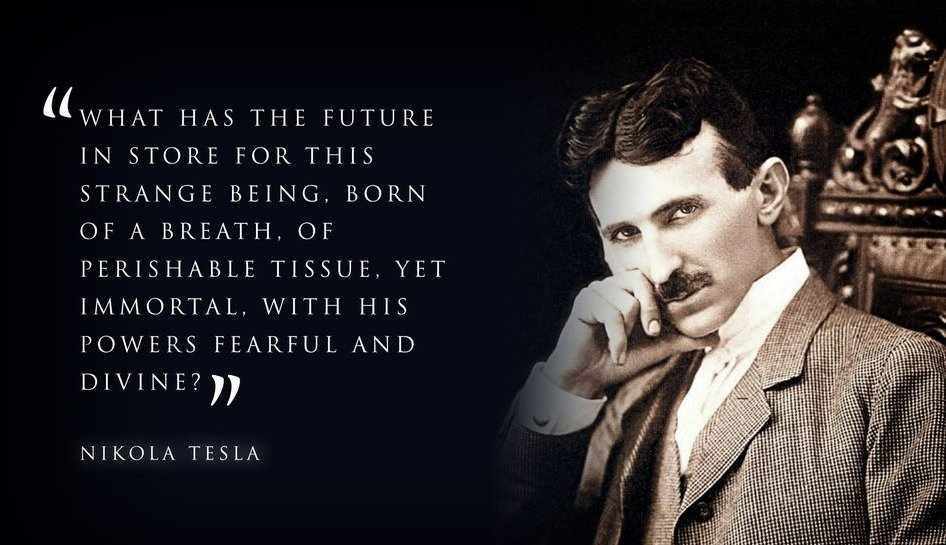 “WHAT HAS THE FUTURE
IN STORE FOR THIS
STRANGE BEING, BORN
OF A BREATH, OF
PERISHABLE TISSUE, YET
IMMORTAL, WITH HIS
POWERS FEARFUL AND
DIVINE?”
NIKOLA TESLA